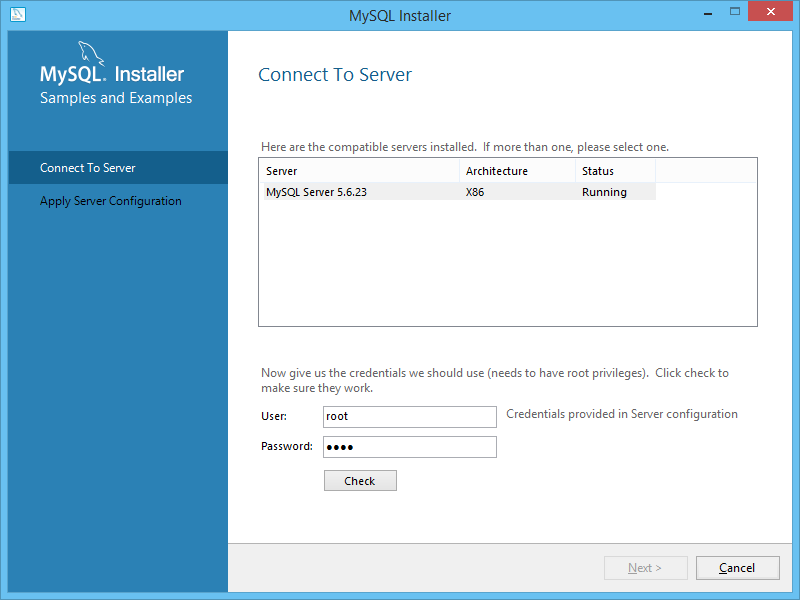 MySQL Installer
MySQL. Installer
Samples and Examples
Connect To Server
Apply Server Configuration
Connect To Server
Here are the compatible servers installed.  If more than one, please select one.
Server Architecture Status
MySQL Server 5.6.23 X86 Running
Now give us the credentials we should use (needs to have root privileges).  Click check to
make sure they work.
User: root Credentials provided in Server configuration
Password: ●●●●
Check
Next > Cancel